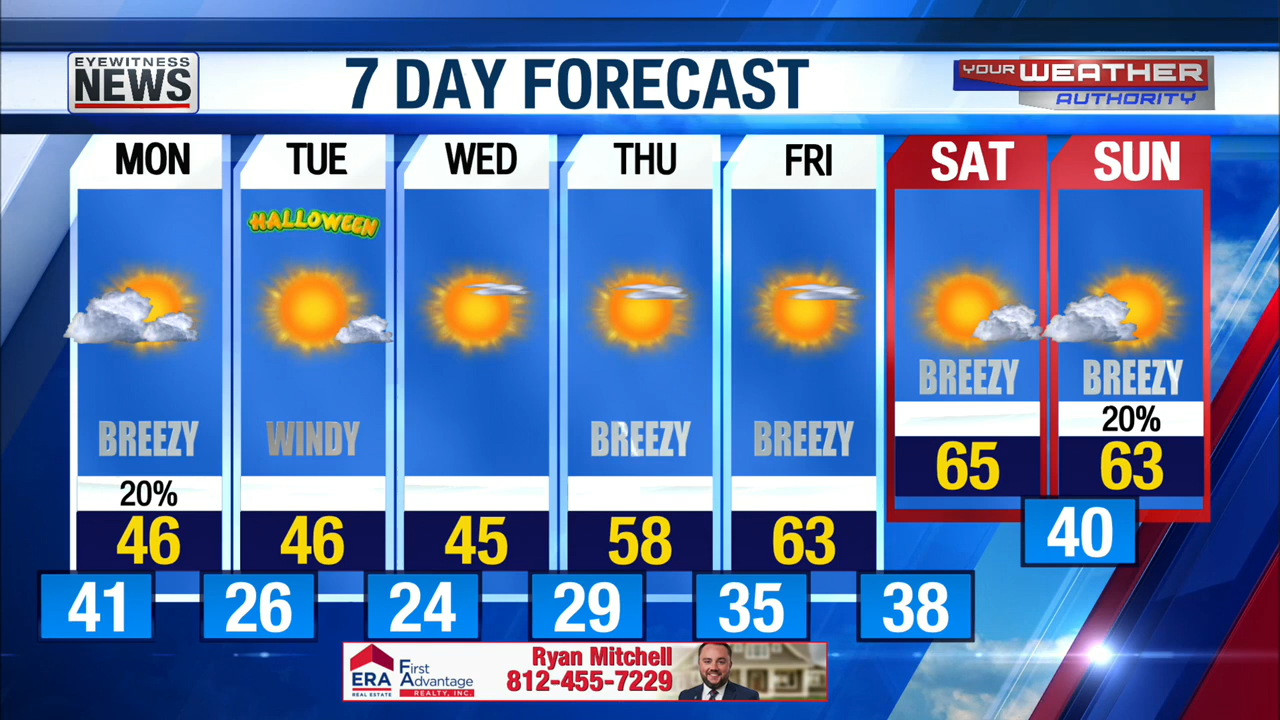 EYEWITNESS
NEWS
7 DAY FORECAST
YOUR WEATHER
AUTHORITY
MON
TUE
WED
THU
FRI
SAT
SUN
HALLOWEEN
BREEZY
WINDY
BREEZY
BREEZY
BREEZY
BREEZY
20%
20%
46
46
45
58
63
65
63
41
26
24
29
35
38
40
ERA
REAL ESTATE
First
Advantage
REALTY, INC.
Ryan Mitchell
812-455-7229